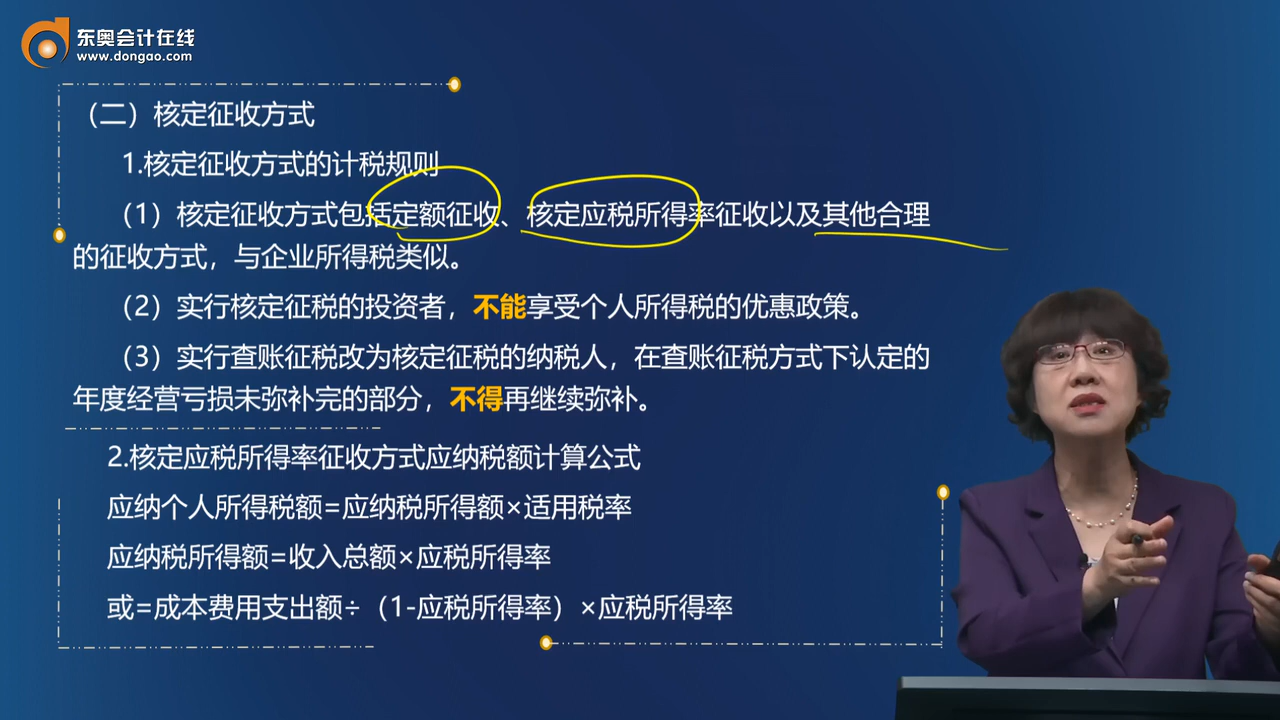 东奥会计在线
www.dongao.com
（二）核定征收方式
1.核定征收方式的计税规则
（1）核定征收方式包括定额征收、核定应税所得率征收以及其他合理
的征收方式，与企业所得税类似。
（2）实行核定征税的投资者，不能享受个人所得税的优惠政策。
（3）实行查账征税改为核定征税的纳税人，在查账征税方式下认定的
年度经营亏损未弥补完的部分，不得再继续弥补。
2.核定应税所得率征收方式应纳税额计算公式
应纳个人所得税额=应纳税所得额×适用税率
应纳税所得额=收入总额×应税所得率
或=成本费用支出额÷（1-应税所得率）×应税所得率